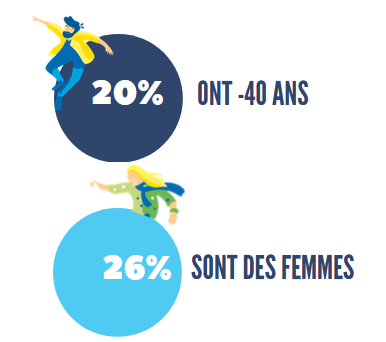 20% ONT -40 ANS
26% SONT DES FEMMES